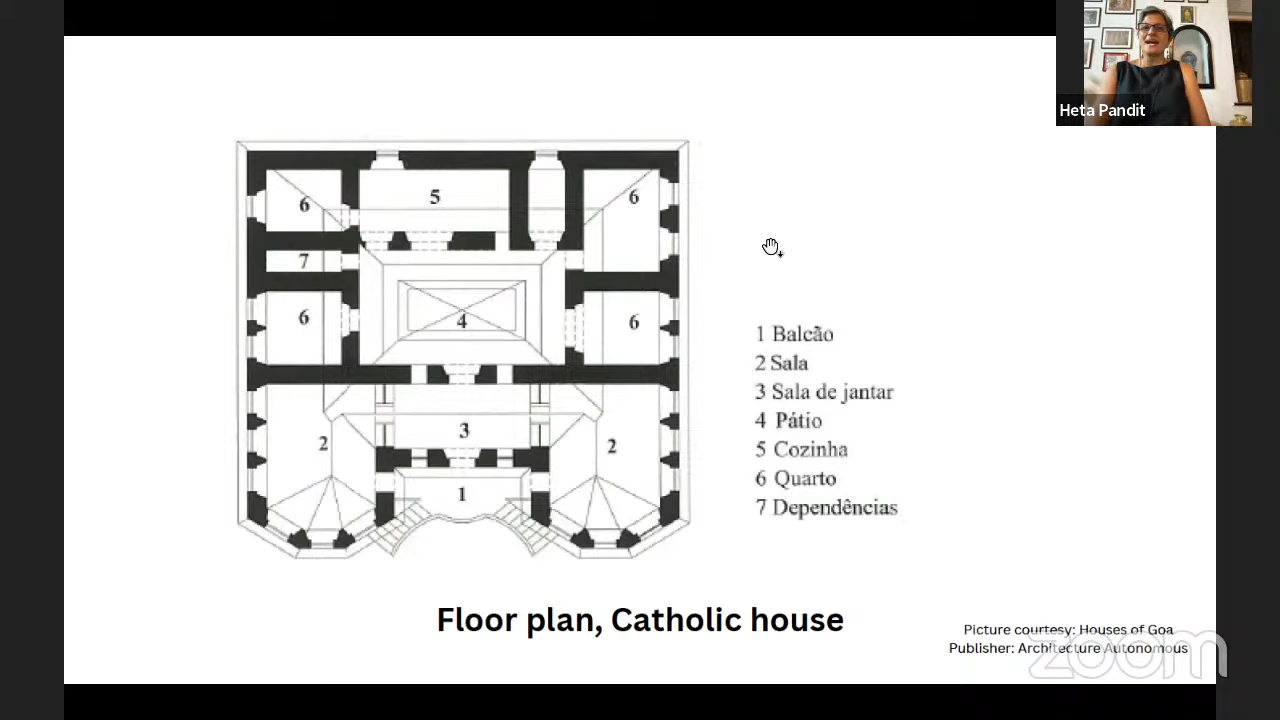 Heta Pandit
6
5
6
7
6
4
6
2
3
2
1
1 Balcão
2 Sala
3 Sala de jantar
4 Pátio
5 Cozinha
6 Quarto
7 Dependências
Floor plan, Catholic house
Picture courtesy: Houses of Goa
Publisher: Architecture Autonomous
zoom